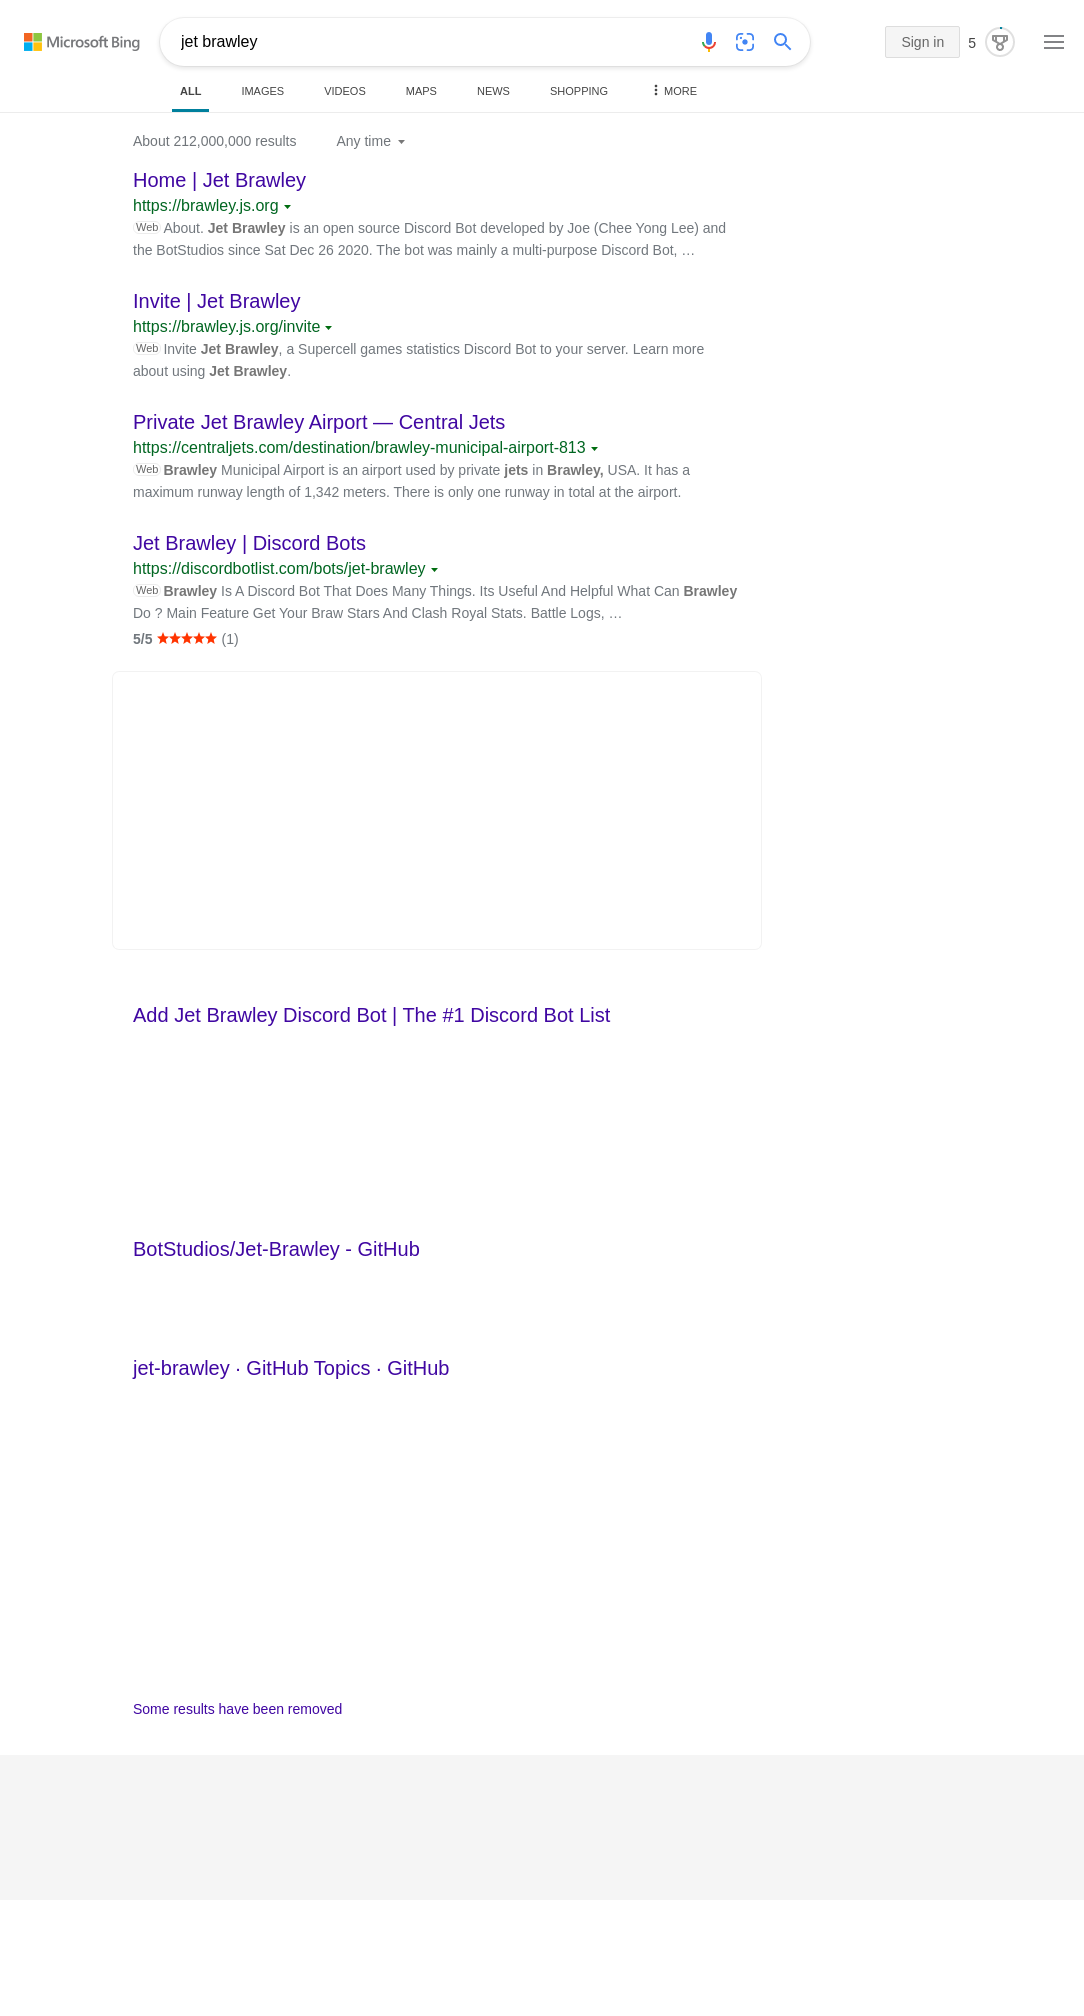 Microsoft Bing
jet brawley
Sign in
5
ALL
IMAGES
VIDEOS
MAPS
NEWS
SHOPPING
MORE
About 212,000,000 results
Any time
Home | Jet Brawley
https://brawley.js.org
Web About. Jet Brawley is an open source Discord Bot developed by Joe (Chee Yong Lee) and
the BotStudios since Sat Dec 26 2020. The bot was mainly a multi-purpose Discord Bot, …
Invite | Jet Brawley
https://brawley.js.org/invite
Web Invite Jet Brawley, a Supercell games statistics Discord Bot to your server. Learn more
about using Jet Brawley.
Private Jet Brawley Airport — Central Jets
https://centraljets.com/destination/brawley-municipal-airport-813
Web Brawley Municipal Airport is an airport used by private jets in Brawley, USA. It has a
maximum runway length of 1,342 meters. There is only one runway in total at the airport.
Jet Brawley | Discord Bots
https://discordbotlist.com/bots/jet-brawley
Web Brawley Is A Discord Bot That Does Many Things. Its Useful And Helpful What Can Brawley
Do ? Main Feature Get Your Braw Stars And Clash Royal Stats. Battle Logs, …
5/5 ★★★★★ (1)
Add Jet Brawley Discord Bot | The #1 Discord Bot List
BotStudios/Jet-Brawley - GitHub
jet-brawley · GitHub Topics · GitHub
Some results have been removed